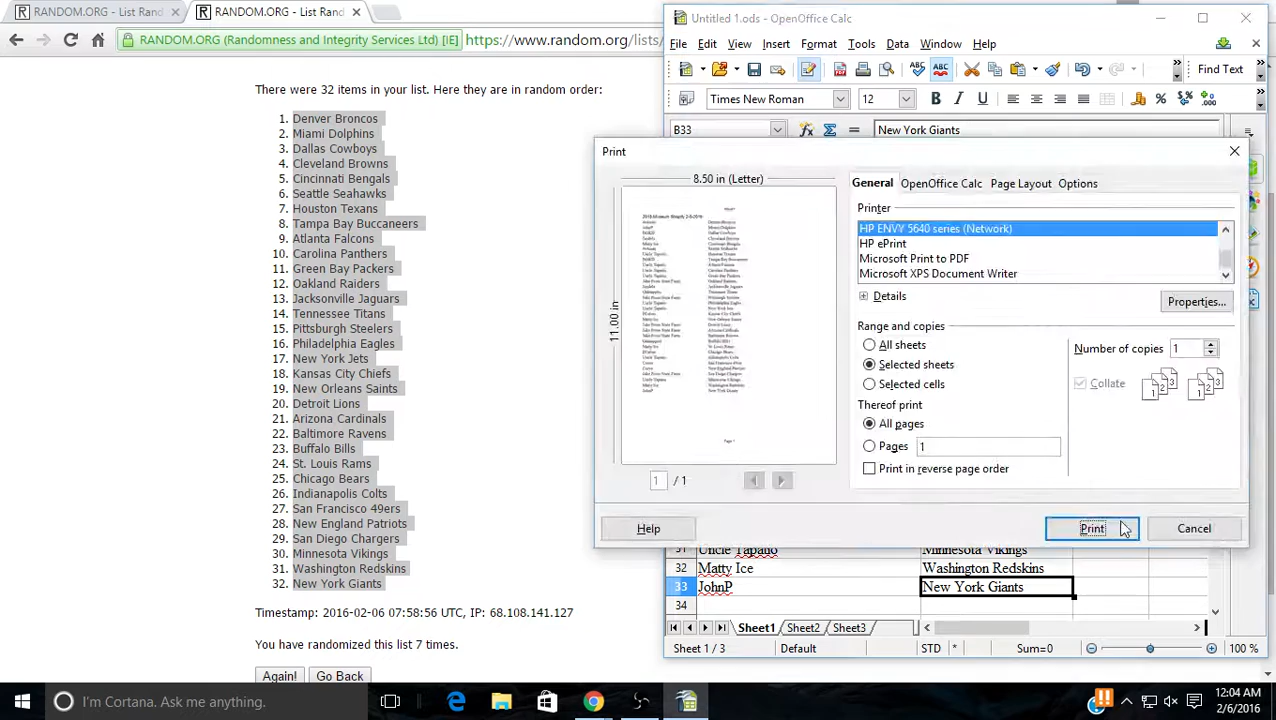 RANDOM.ORG - List Ran
RANDOM.ORG - List Ran
RANDOM.ORG (Randomness and Integrity Services Ltd) [IE]
https://www.random.org/lists/
There were 32 items in your list. Here they are in random order:
1. Denver Broncos
2. Miami Dolphins
3. Dallas Cowboys
4. Cleveland Browns
5. Cincinnati Bengals
6. Seattle Seahawks
7. Houston Texans
8. Tampa Bay Buccaneers
9. Atlanta Falcons
10. Carolina Panthers
11. Green Bay Packers
12. Oakland Raiders
13. Jacksonville Jaguars
14. Tennessee Titans
15. Pittsburgh Steelers
16. Philadelphia Eagles
17. New York Jets
18. Kansas City Chiefs
19. New Orleans Saints
20. Detroit Lions
21. Arizona Cardinals
22. Baltimore Ravens
23. Buffalo Bills
24. St. Louis Rams
25. Chicago Bears
26. Indianapolis Colts
27. San Francisco 49ers
28. New England Patriots
29. San Diego Chargers
30. Minnesota Vikings
31. Washington Redskins
32. New York Giants
Timestamp: 2016-02-06 07:58:56 UTC, IP: 68.108.141.127
You have randomized this list 7 times.
Again! Go Back
Untitled 1.ods - OpenOffice Calc
File Edit View Insert Format Tools Data Window Help
Find Text
Times New Roman 12
B33 New York Giants
Print
8.50 in (Letter)
11.00 in
1 / 1
General OpenOffice Calc Page Layout Options
Printer
HP ENVY 5640 series (Network)
HP ePrint
Microsoft Print to PDF
Microsoft XPS Document Writer
Details
Properties...
Range and copies
All sheets
Selected sheets
Selected cells
Number of co 1
Collate
Thereof print
All pages
Pages 1
Print in reverse page order
Help Print Cancel
31 Uncle Tapano Minnesota Vikings
32 Matty Ice Washington Redskins
33 JohnP New York Giants
34
Sheet1 Sheet2 Sheet3
Sheet 1 / 3 Default STD * Sum=0 100 %
I'm Cortana. Ask me anything.
12:04 AM
2/6/2016